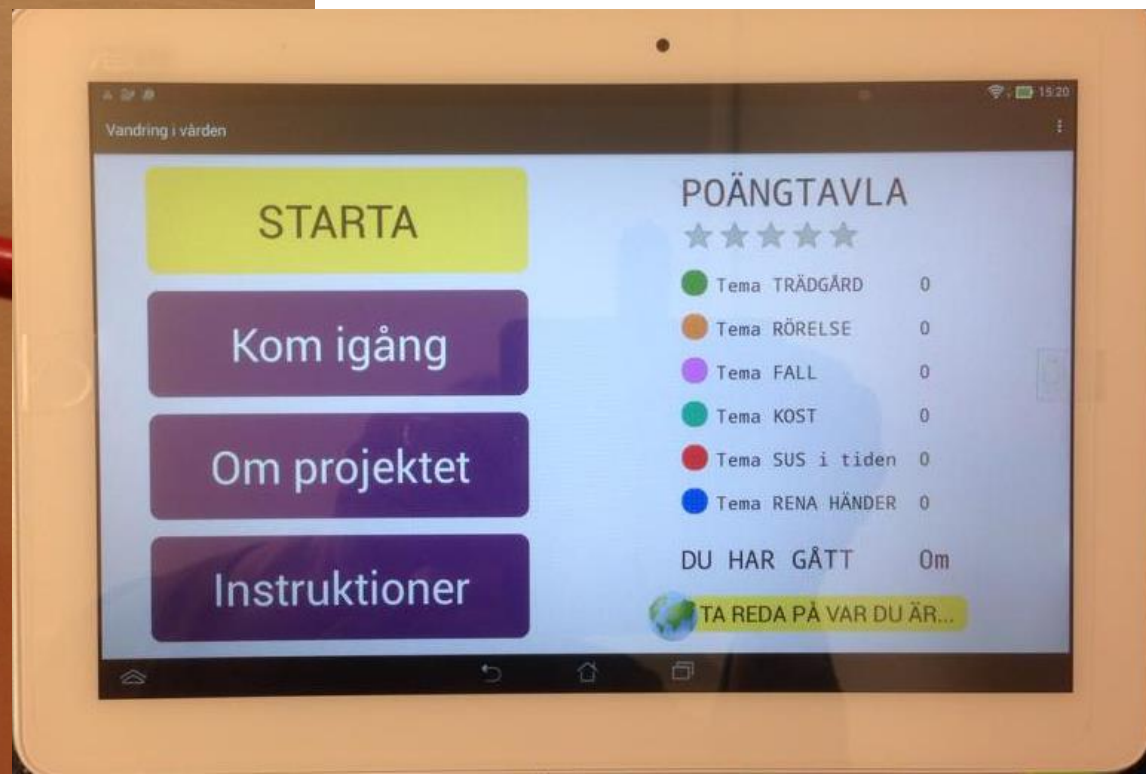 15:20
Vandring i vården
STARTA
Kom igång
Om projektet
Instruktioner
POÄNGTAVLA
Tema TRÄDGÅRD 0
Tema RÖRELSE 0
Tema FALL 0
Tema KOST 0
Tema SUS i tiden 0
Tema RENA HÄNDER 0
DU HAR GÅTT 0m
TA REDA PÅ VAR DU ÄR...